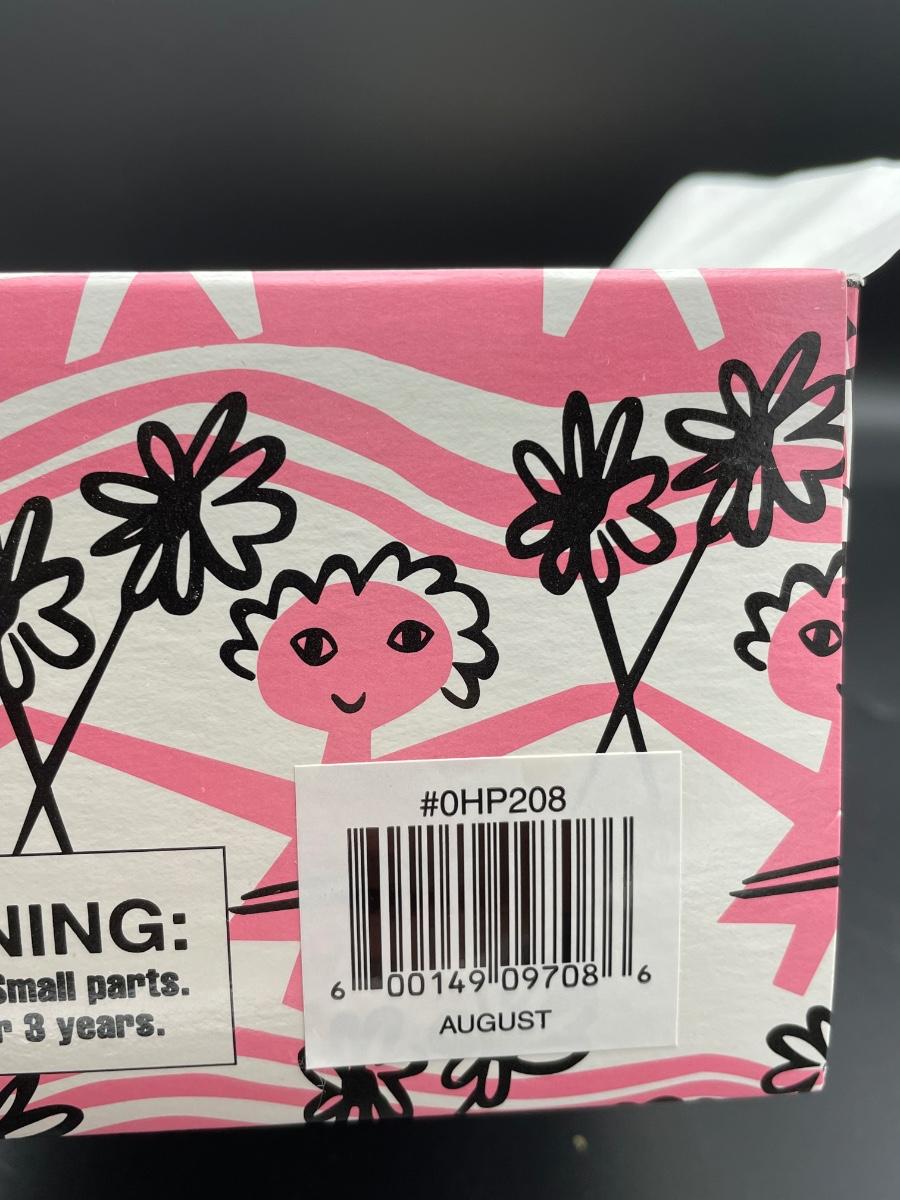 #0HP208
6 00149 09708 6
AUGUST
NING:
Small parts.
r 3 years.